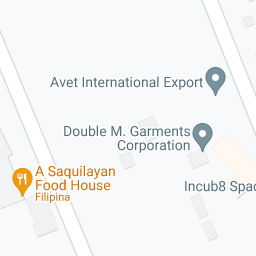 Avet International Export
Double M. Garments
Corporation
A Saquilayan
Food House
Filipina
Incub8 Spac